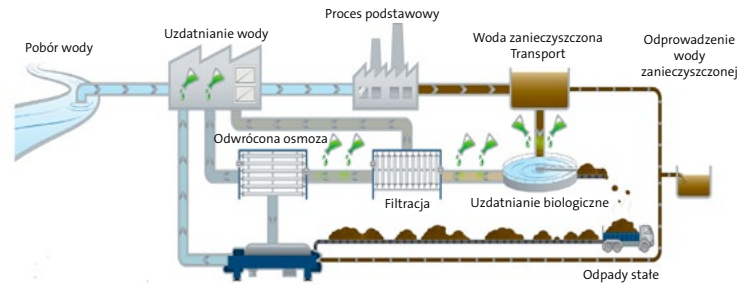 Proces podstawowy
Uzdatnianie wody
Pobór wody
Woda zanieczyszczona
Transport
Odprowadzenie
wody
zanieczyszczonej
Odwrócona osmoza
Filtracja
Uzdatnianie biologiczne
Odpady stałe